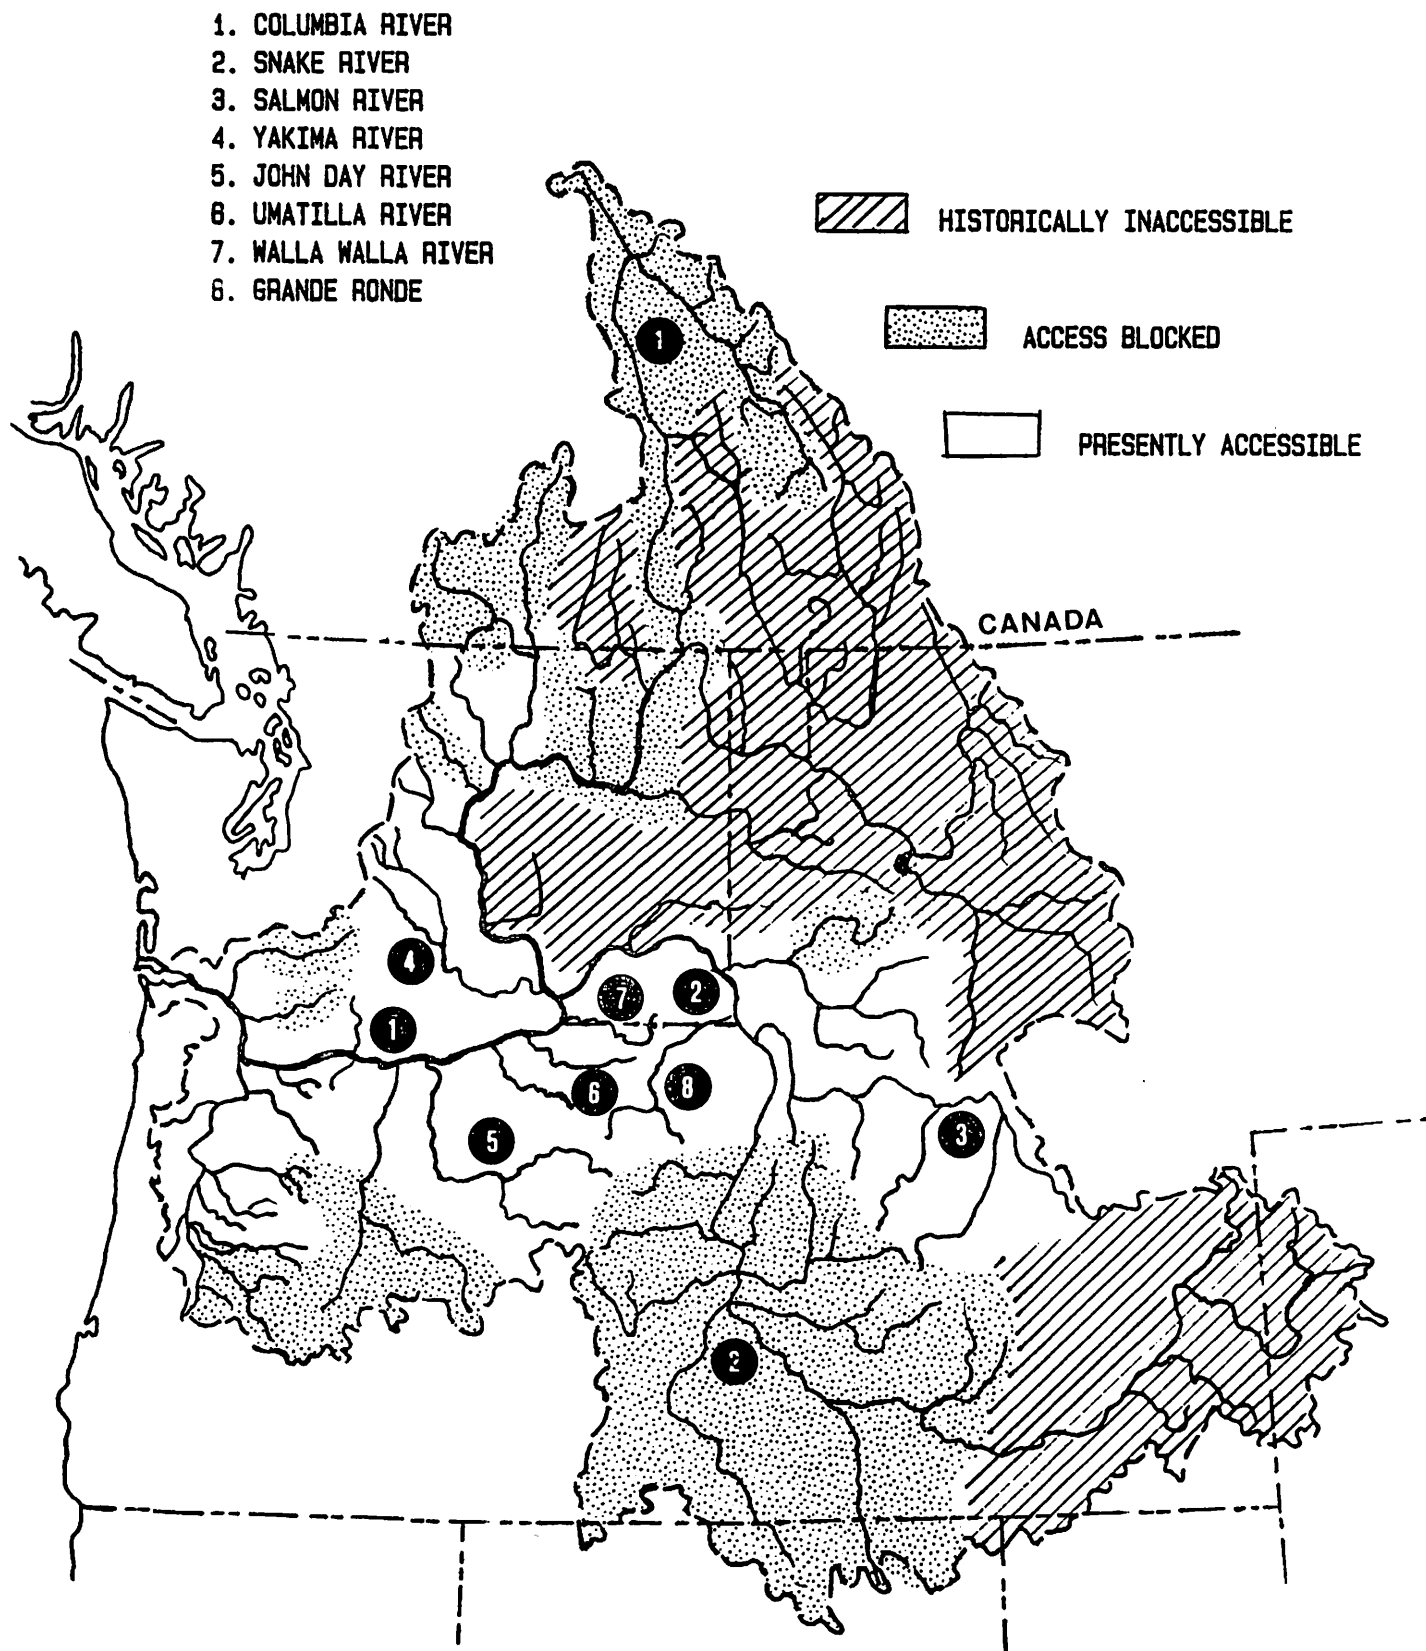 1. COLUMBIA RIVER
2. SNAKE RIVER
3. SALMON RIVER
4. YAKIMA RIVER
5. JOHN DAY RIVER
6. UMATILLA RIVER
7. WALLA WALLA RIVER
6. GRANDE RONDE
HISTORICALLY INACCESSIBLE
1
ACCESS BLOCKED
PRESENTLY ACCESSIBLE
CANADA
4
7
2
1
6
8
5
3
2